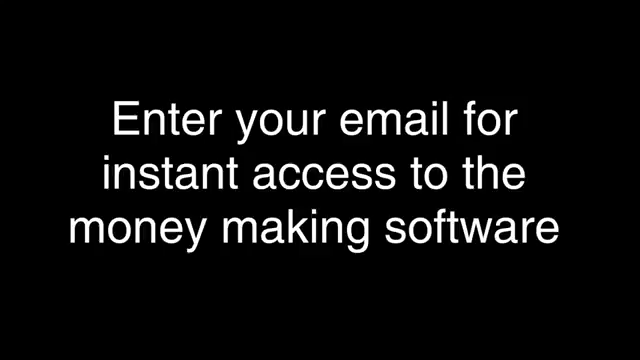 Enter your email for
instant access to the
money making software